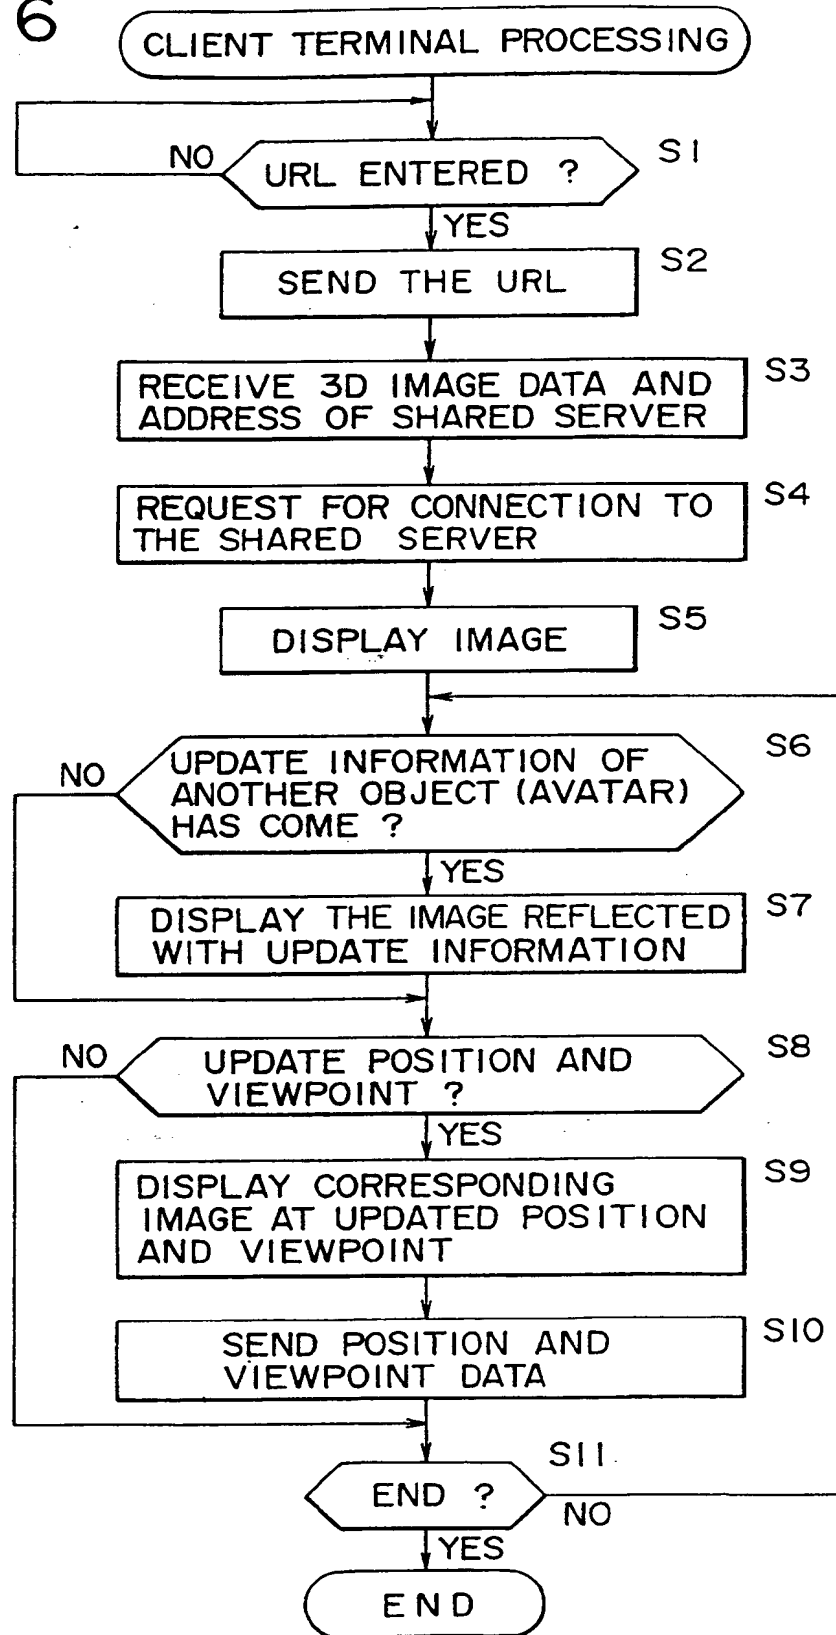 6
CLIENT TERMINAL PROCESSING
NO
URL ENTERED ?
S1
YES
SEND THE URL
S2
RECEIVE 3D IMAGE DATA AND
ADDRESS OF SHARED SERVER
S3
REQUEST FOR CONNECTION TO
THE SHARED SERVER
S4
DISPLAY IMAGE
S5
NO
UPDATE INFORMATION OF
ANOTHER OBJECT (AVATAR)
HAS COME ?
S6
YES
DISPLAY THE IMAGE REFLECTED
WITH UPDATE INFORMATION
S7
NO
UPDATE POSITION AND
VIEWPOINT ?
S8
YES
DISPLAY CORRESPONDING
IMAGE AT UPDATED POSITION
AND VIEWPOINT
S9
SEND POSITION AND
VIEWPOINT DATA
S10
S11
END ?
NO
YES
END